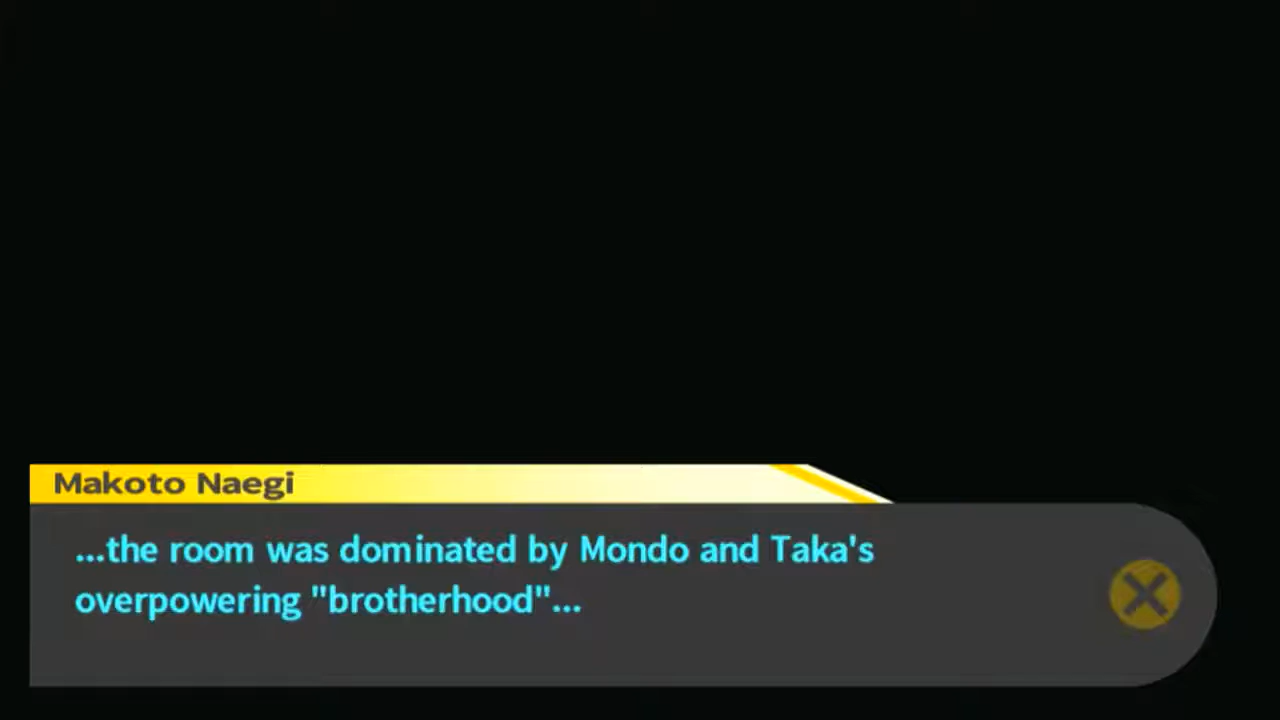 Makoto Naegi
...the room was dominated by Mondo and Taka's
overpowering "brotherhood"...